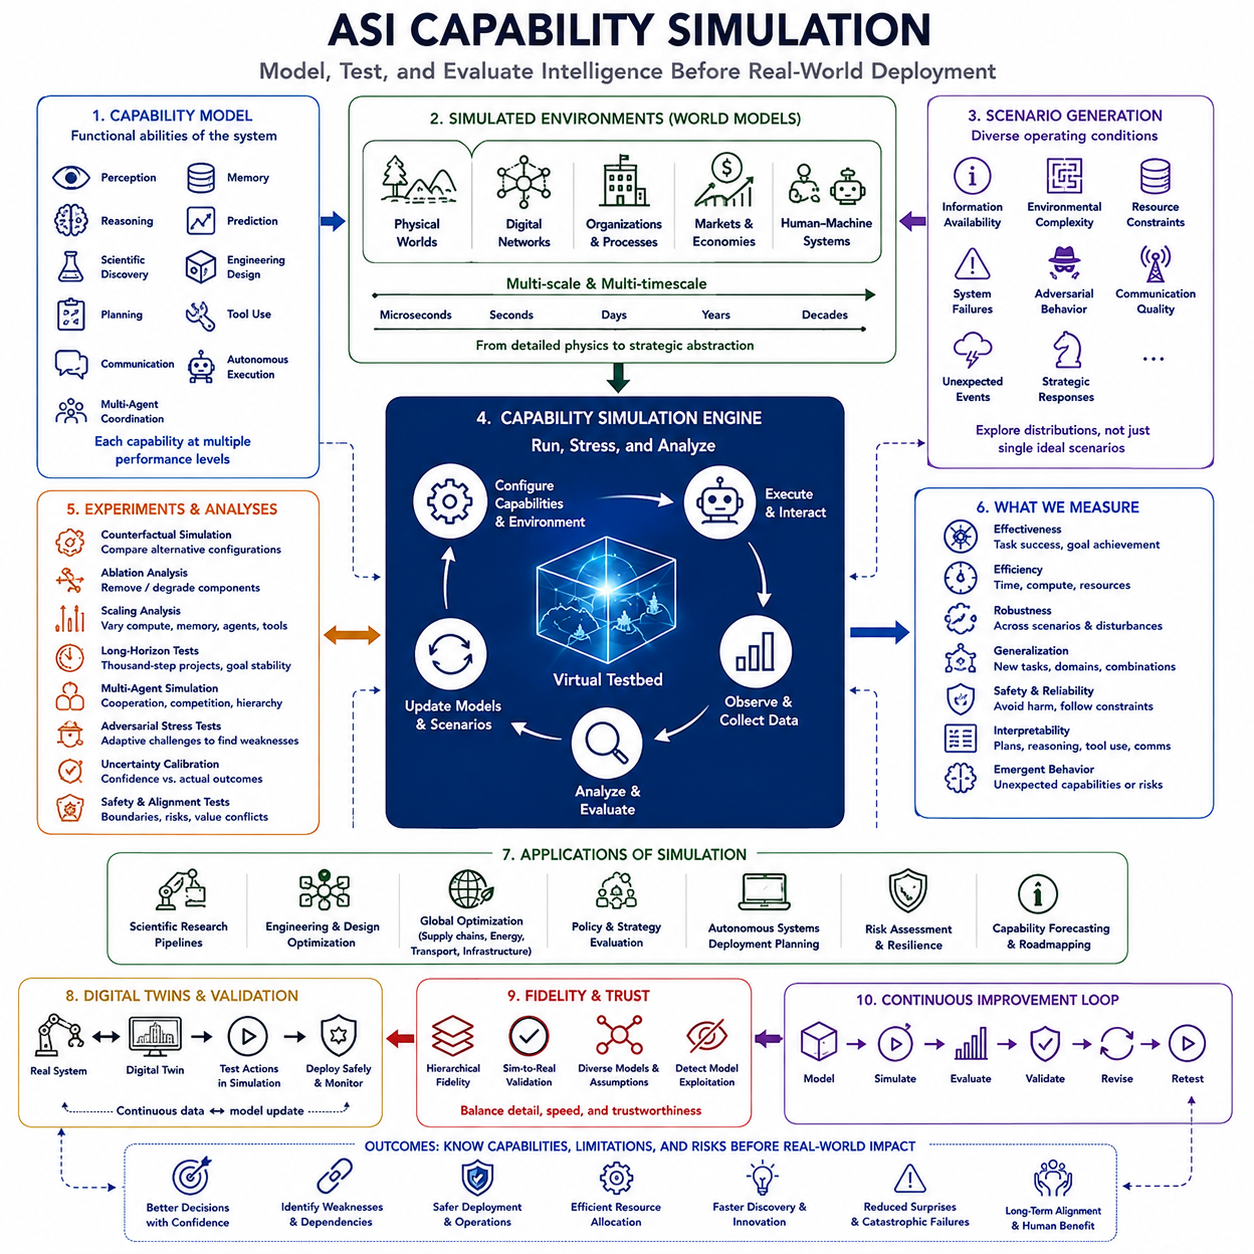 ASI CAPABILITY SIMULATION
Model, Test, and Evaluate Intelligence Before Real-World Deployment
1. CAPABILITY MODEL
Functional abilities of the system
Perception
Memory
Reasoning
Prediction
Scientific
Discovery
Engineering
Design
Planning
Tool Use
Communication
Autonomous
Execution
Multi-Agent
Coordination
Each capability at multiple
performance levels
2. SIMULATED ENVIRONMENTS (WORLD MODELS)
Physical
Worlds
Digital
Networks
Organizations
& Processes
$
Markets &
Economies
Human–Machine
Systems
Multi-scale & Multi-timescale
Microseconds
Seconds
Days
Years
Decades
From detailed physics to strategic abstraction
3. SCENARIO GENERATION
Diverse operating conditions
i
Information
Availability
Environmental
Complexity
Resource
Constraints
System
Failures
Adversarial
Behavior
Communication
Quality
Unexpected
Events
Strategic
Responses
...
Explore distributions, not just
single ideal scenarios
4. CAPABILITY SIMULATION ENGINE
Run, Stress, and Analyze
Configure
Capabilities
& Environment
Execute
& Interact
Virtual Testbed
Observe &
Collect Data
Analyze &
Evaluate
Update Models
& Scenarios
5. EXPERIMENTS & ANALYSES
Counterfactual Simulation
Compare alternative configurations
Ablation Analysis
Remove / degrade components
Scaling Analysis
Vary compute, memory, agents, tools
Long-Horizon Tests
Thousand-step projects, goal stability
Multi-Agent Simulation
Cooperation, competition, hierarchy
Adversarial Stress Tests
Adaptive challenges to find weaknesses
Uncertainty Calibration
Confidence vs. actual outcomes
Safety & Alignment Tests
Boundaries, risks, value conflicts
6. WHAT WE MEASURE
Effectiveness
Task success, goal achievement
Efficiency
Time, compute, resources
Robustness
Across scenarios & disturbances
Generalization
New tasks, domains, combinations
Safety & Reliability
Avoid harm, follow constraints
Interpretability
Plans, reasoning, tool use, comms
Emergent Behavior
Unexpected capabilities or risks
7. APPLICATIONS OF SIMULATION
Scientific Research
Pipelines
Engineering & Design
Optimization
Global Optimization
(Supply chains, Energy,
Transport, Infrastructure)
Policy & Strategy
Evaluation
Autonomous Systems
Deployment Planning
Risk Assessment
& Resilience
i
Capability Forecasting
& Roadmapping
8. DIGITAL TWINS & VALIDATION
Real System
Digital Twin
Test Actions
in Simulation
Deploy Safely
& Monitor
Continuous data ↔ model update
9. FIDELITY & TRUST
Hierarchical
Fidelity
Sim-to-Real
Validation
Diverse Models &
Assumptions
Detect Model
Exploitation
Balance detail, speed, and trustworthiness
10. CONTINUOUS IMPROVEMENT LOOP
Model
Simulate
Evaluate
Validate
Revise
Retest
OUTCOMES: KNOW CAPABILITIES, LIMITATIONS, AND RISKS BEFORE REAL-WORLD IMPACT
Better Decisions
with Confidence
Identify Weaknesses
& Dependencies
Safer Deployment
& Operations
Efficient Resource
Allocation
Faster Discovery &
Innovation
Reduced Surprises
& Catastrophic Failures
Long-Term Alignment
& Human Benefit